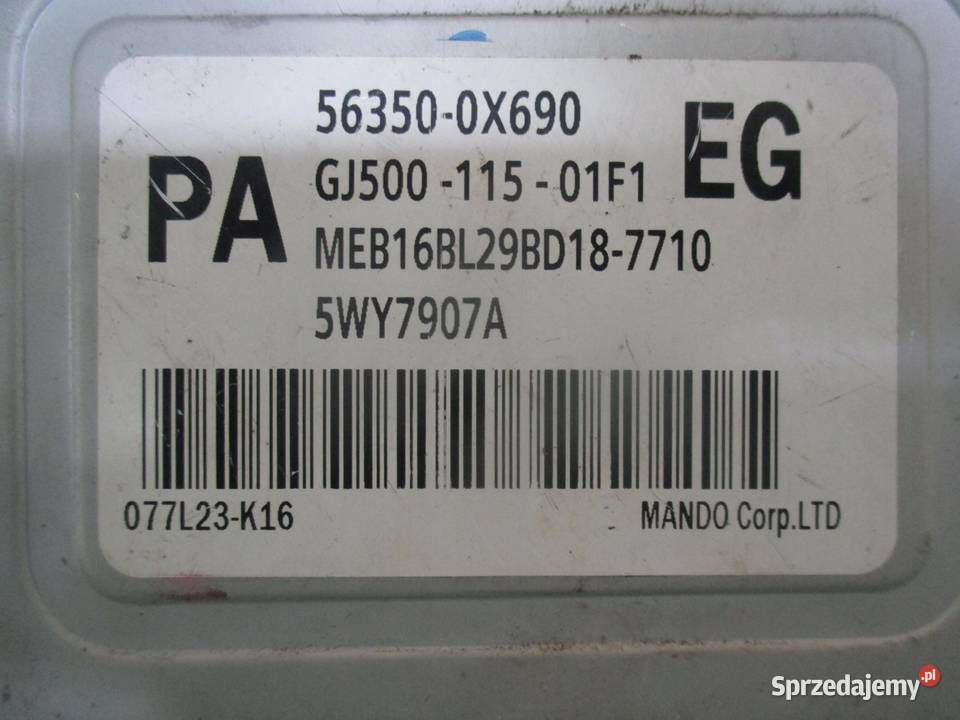 56350-0X690
PA
EG
GJ500 -115 - 01F1
MEB16BL29BD18-7710
5WY7907A
077L23-K16
MANDO Corp.LTD
Sprzedajemy.pl